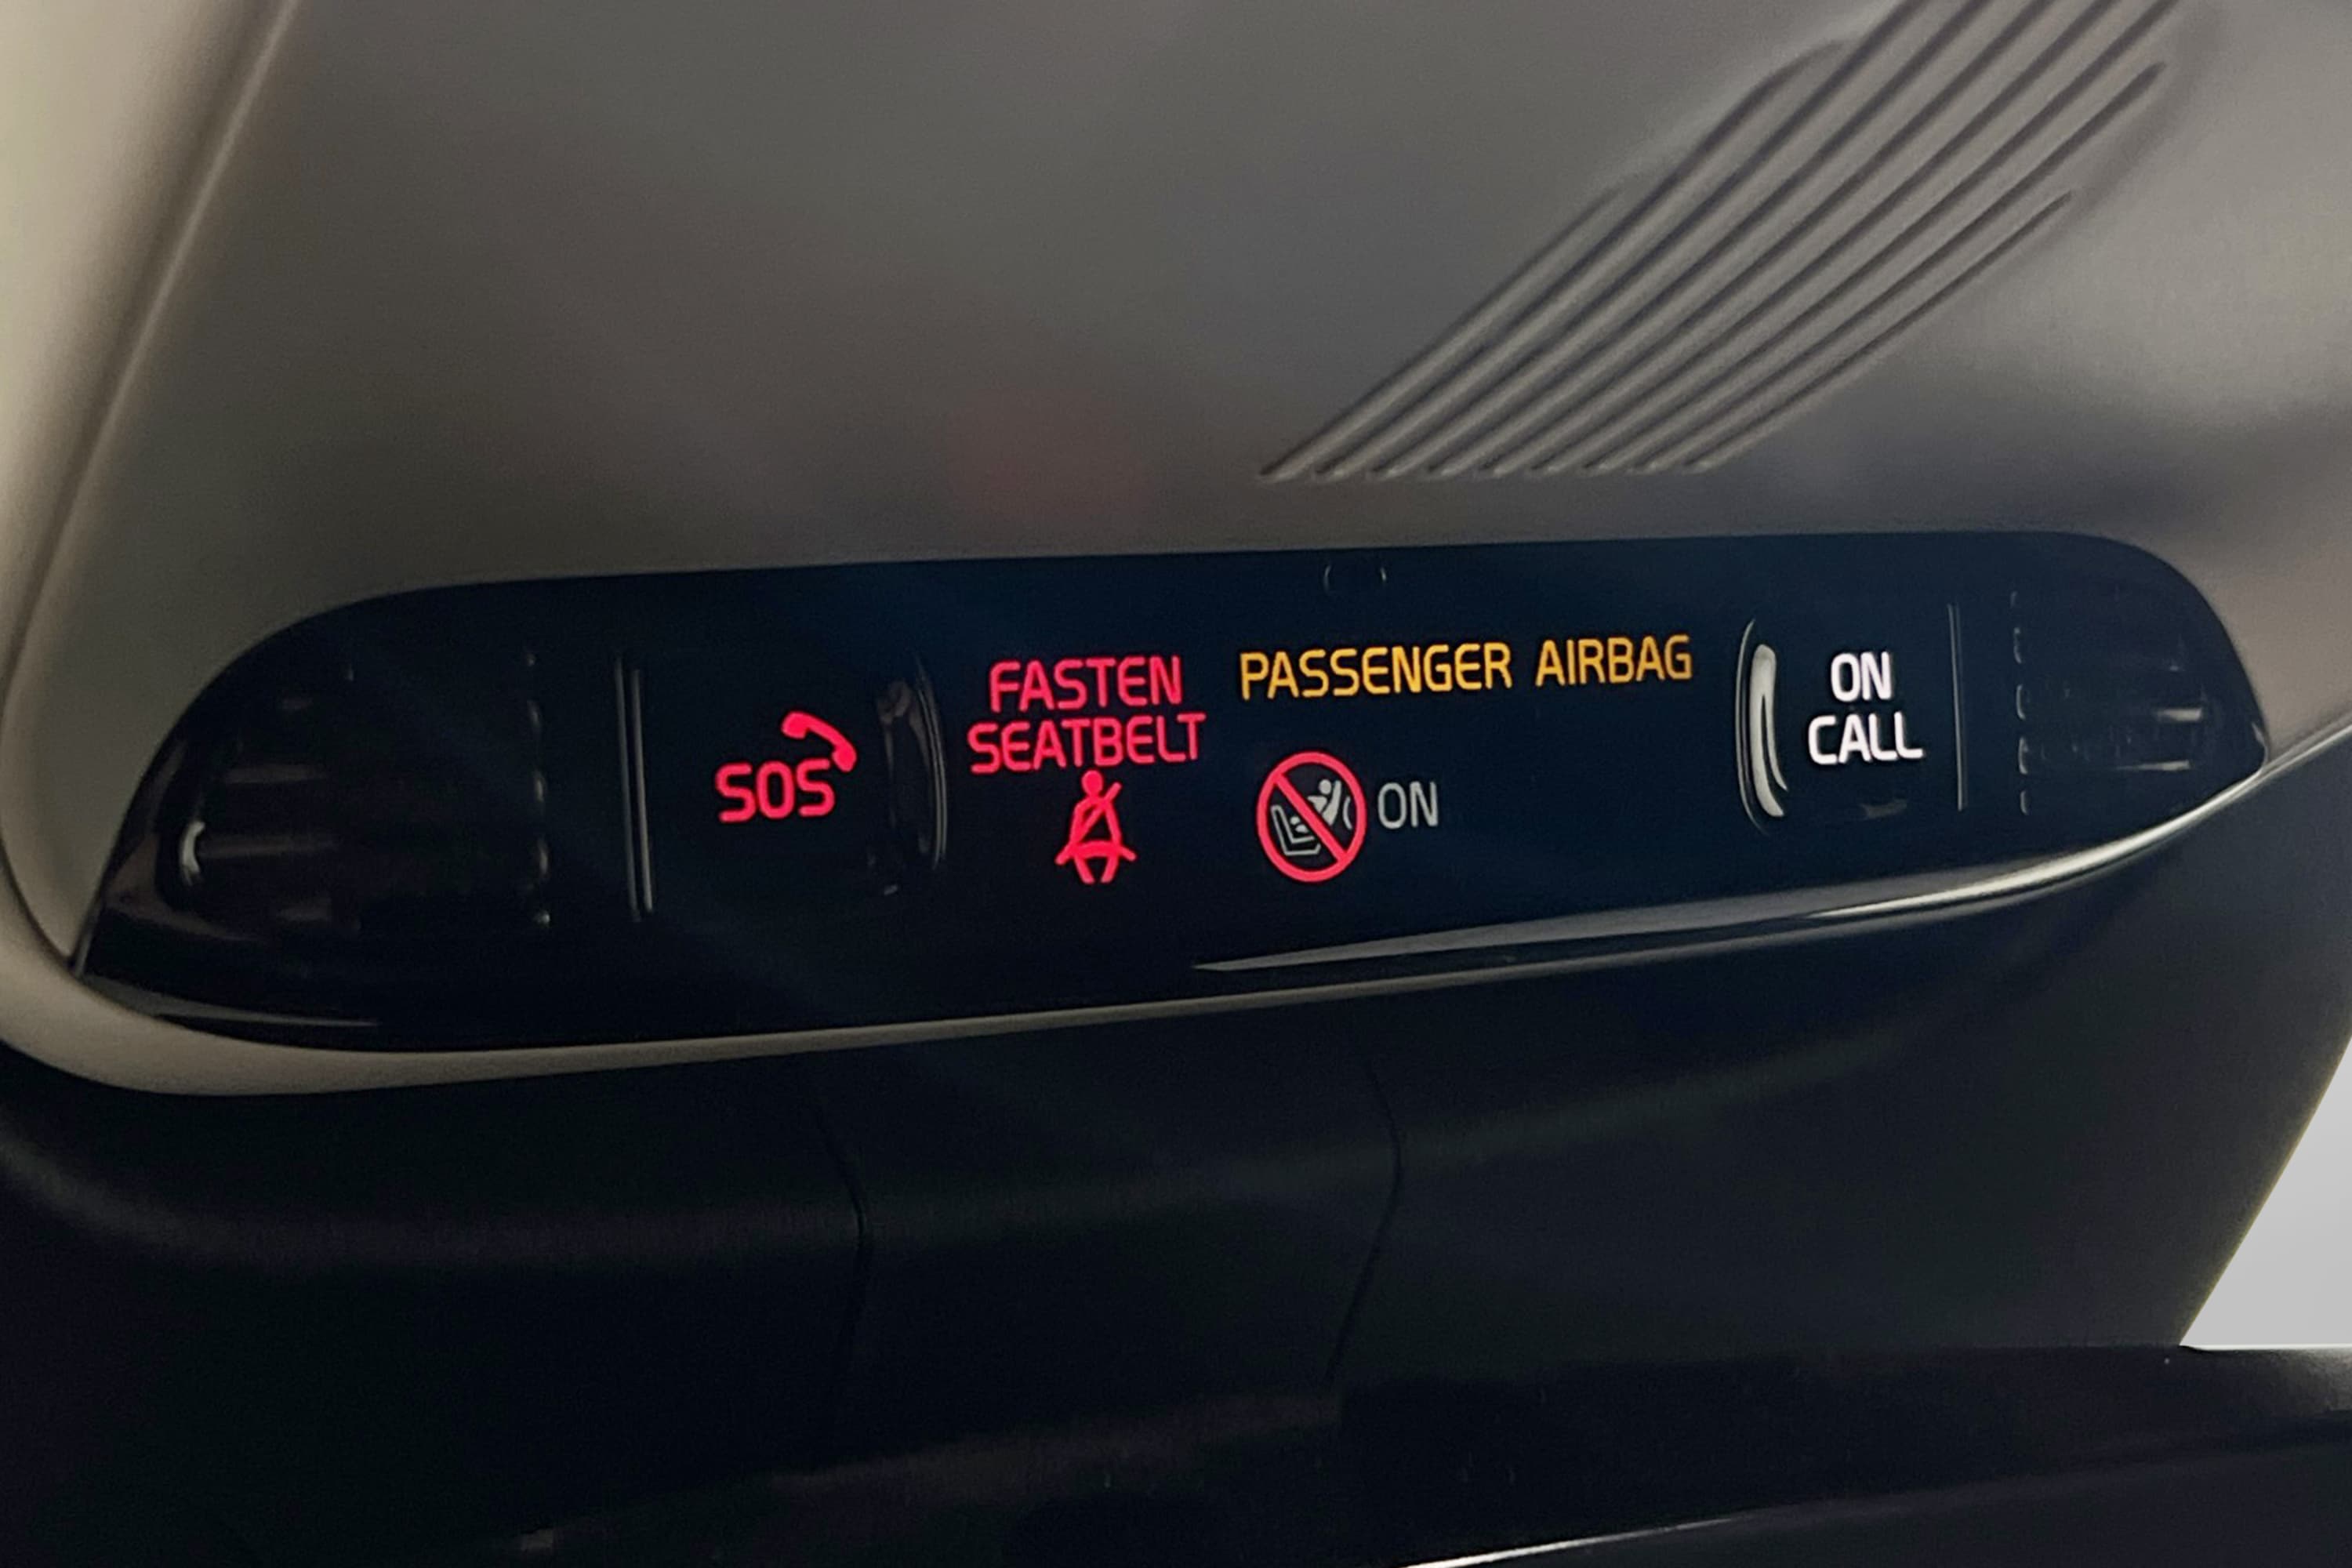 SOS
FASTEN
SEATBELT
PASSENGER AIRBAG
ON
ON
CALL